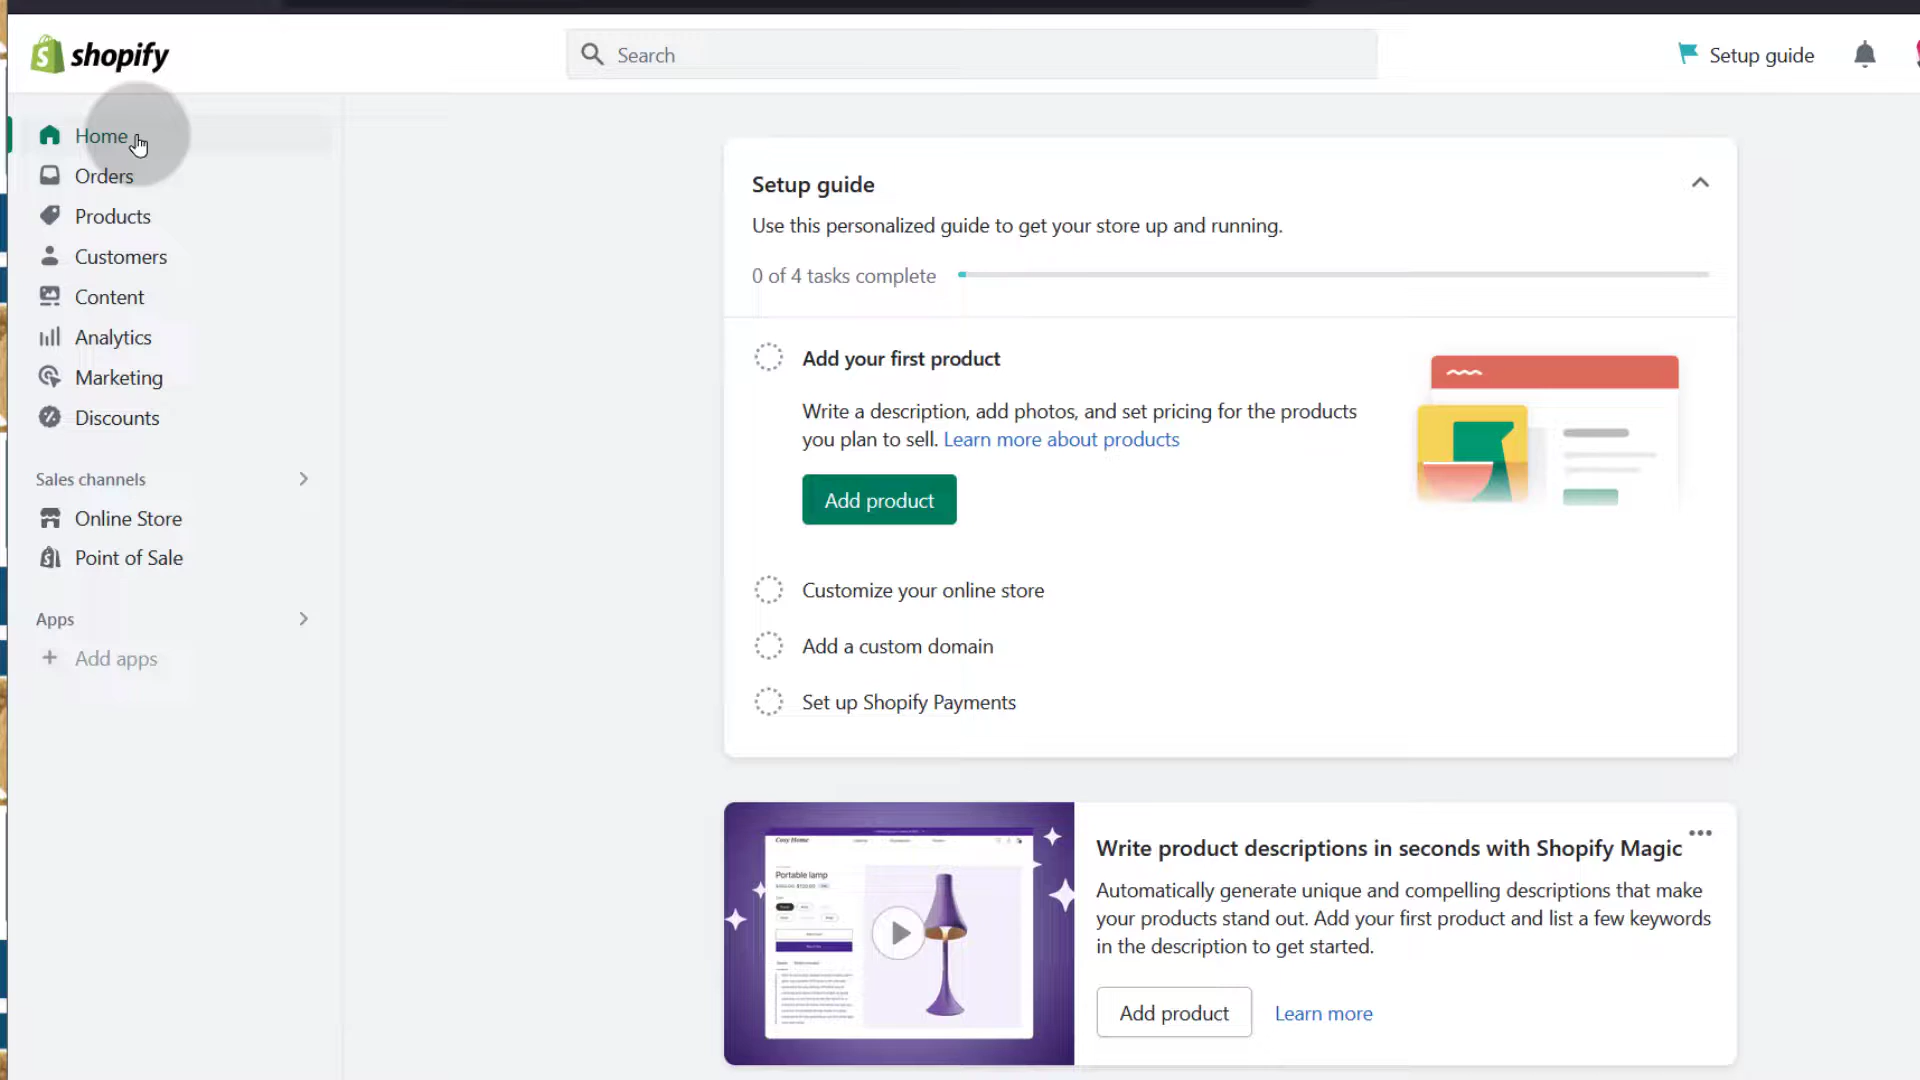 shopify
Search
Setup guide
Home
Orders
Products
Customers
Content
Analytics
Marketing
Discounts
Sales channels
Online Store
Point of Sale
Apps
Add apps
Setup guide
Use this personalized guide to get your store up and running.
0 of 4 tasks complete
Add your first product
Write a description, add photos, and set pricing for the products
you plan to sell. Learn more about products
Add product
Customize your online store
Add a custom domain
Set up Shopify Payments
Cozy Home
Portable lamp
Write product descriptions in seconds with Shopify Magic
Automatically generate unique and compelling descriptions that make
your products stand out. Add your first product and list a few keywords
in the description to get started.
Add product
Learn more